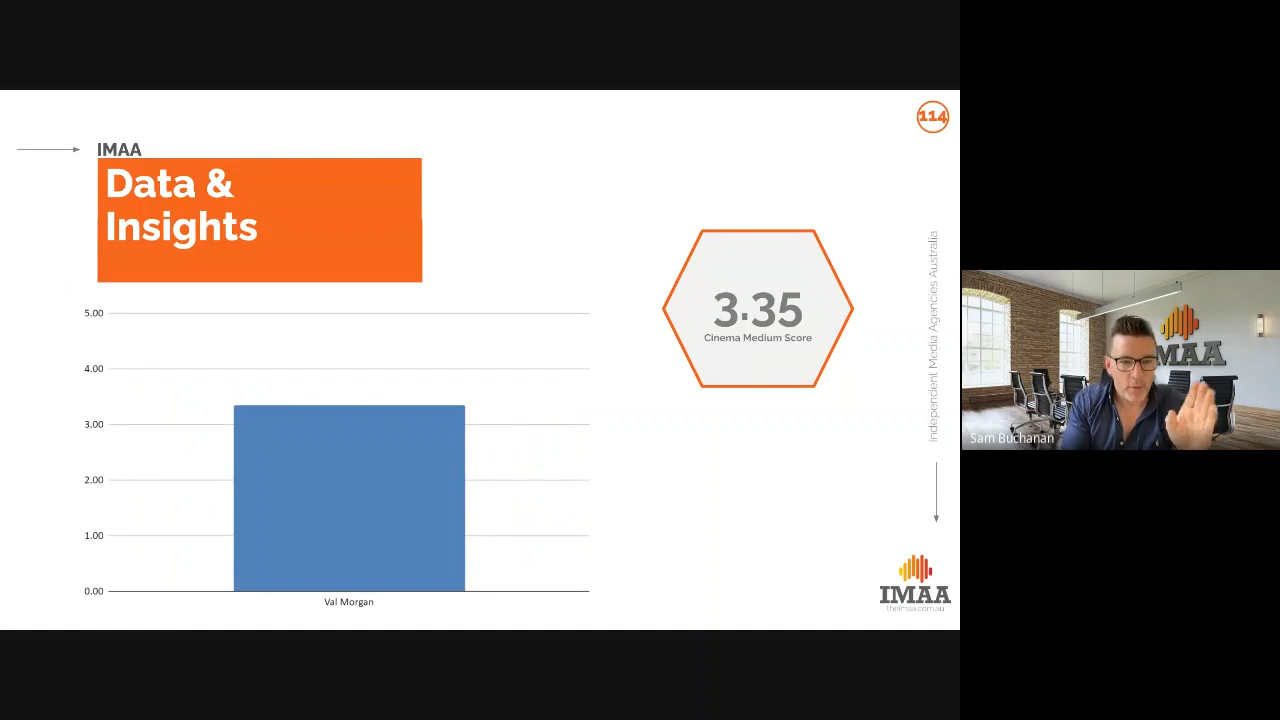 114
IMAA
Data &
Insights
3.35
Cinema Medium Score
Independent Media Agencies Australia
5.00
4.00
3.00
2.00
1.00
0.00
Val Morgan
IMAA
theimaa.com.au
IMAA
Sam Buchanan